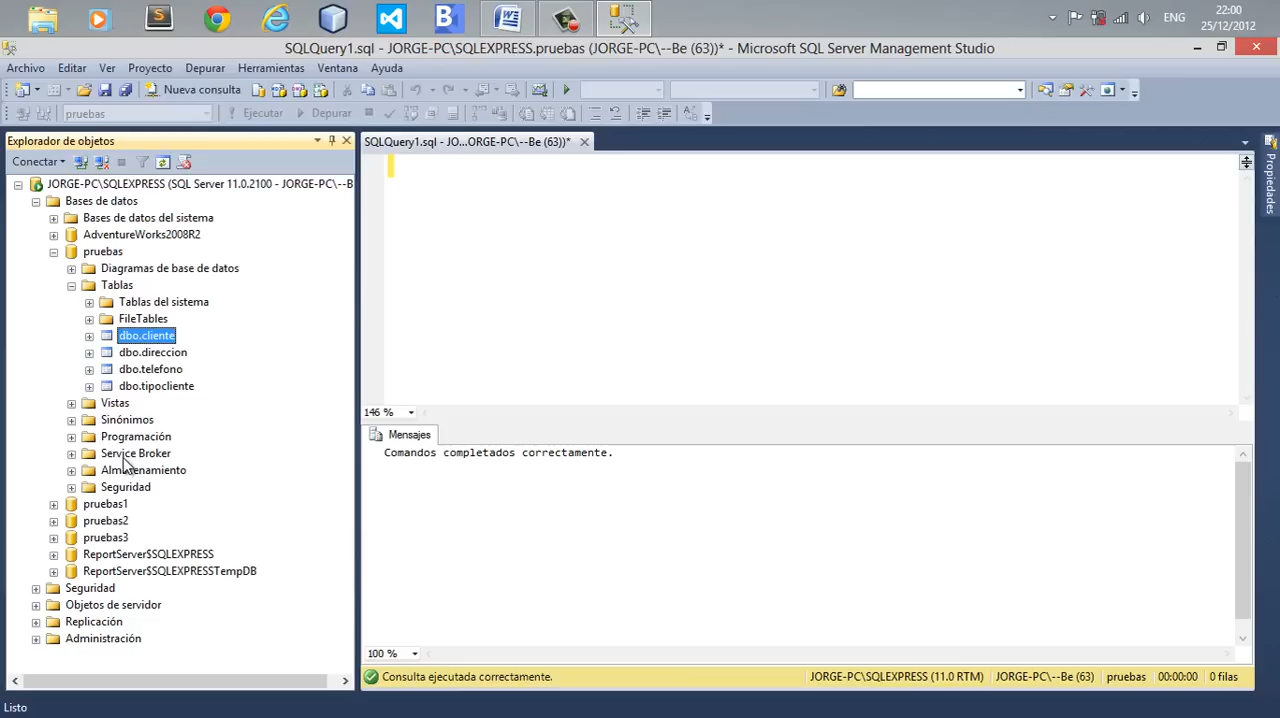 22:00
ENG
25/12/2012
SQLQuery1.sql - JORGE-PC\SQLEXPRESS.pruebas (JORGE-PC\--Be (63))* - Microsoft SQL Server Management Studio
Archivo Editar Ver Proyecto Depurar Herramientas Ventana Ayuda
Nueva consulta
pruebas Ejecutar Depurar
Explorador de objetos
SQLQuery1.sql - JO...ORGE-PC\--Be (63))*
Conectar
JORGE-PC\SQLEXPRESS (SQL Server 11.0.2100 - JORGE-PC\--B
Bases de datos
Bases de datos del sistema
AdventureWorks2008R2
pruebas
Diagramas de base de datos
Tablas
Tablas del sistema
FileTables
dbo.cliente
dbo.direccion
dbo.telefono
dbo.tipocliente
Vistas
Sinónimos
Programación
Service Broker
Almacenamiento
Seguridad
pruebas1
pruebas2
pruebas3
ReportServer$SQLEXPRESS
ReportServer$SQLEXPRESSTempDB
Seguridad
Objetos de servidor
Replicación
Administración
146 %
Mensajes
Comandos completados correctamente.
100 %
Consulta ejecutada correctamente. JORGE-PC\SQLEXPRESS (11.0 RTM) JORGE-PC\--Be (63) pruebas 00:00:00 0 filas
Propiedades
Listo